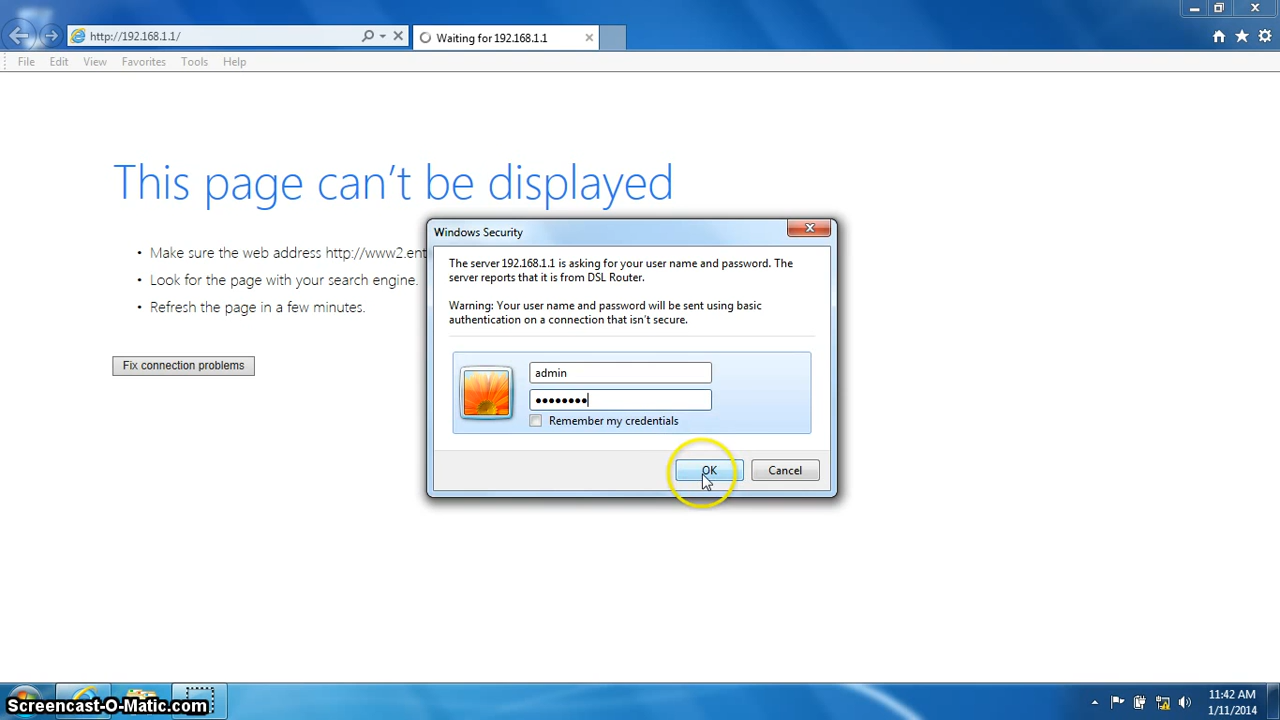 http://192.168.1.1/
Waiting for 192.168.1.1
File Edit View Favorites Tools Help
This page can't be displayed
• Make sure the web address http://www2.ent
• Look for the page with your search engine.
• Refresh the page in a few minutes.
Fix connection problems
Windows Security
The server 192.168.1.1 is asking for your user name and password. The
server reports that it is from DSL Router.
Warning: Your user name and password will be sent using basic
authentication on a connection that isn't secure.
admin
••••••••
Remember my credentials
OK Cancel
Screencast-O-Matic.com
11:42 AM
1/11/2014